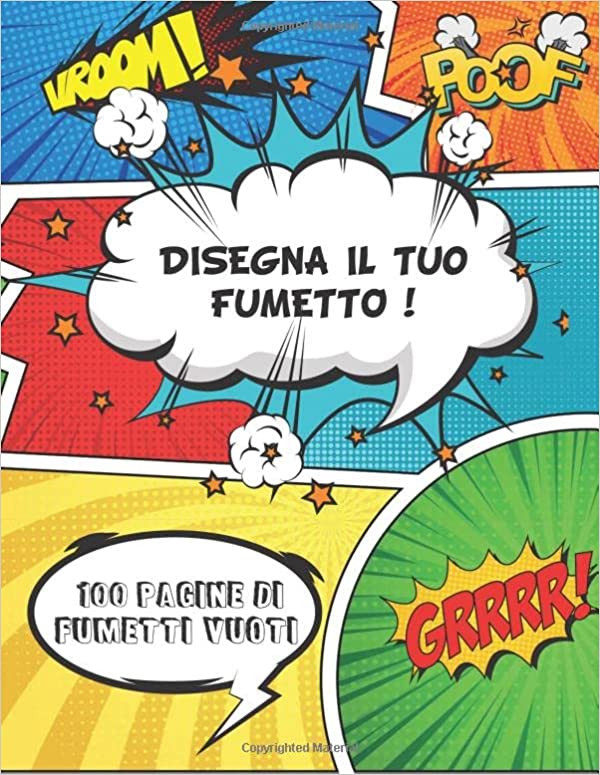 Copyrighted Material
VROOM!
POOF
DISEGNA IL TUO
FUMETTO !
100 PAGINE DI
FUMETTI VUOTI
GRRRR!
Copyrighted Material